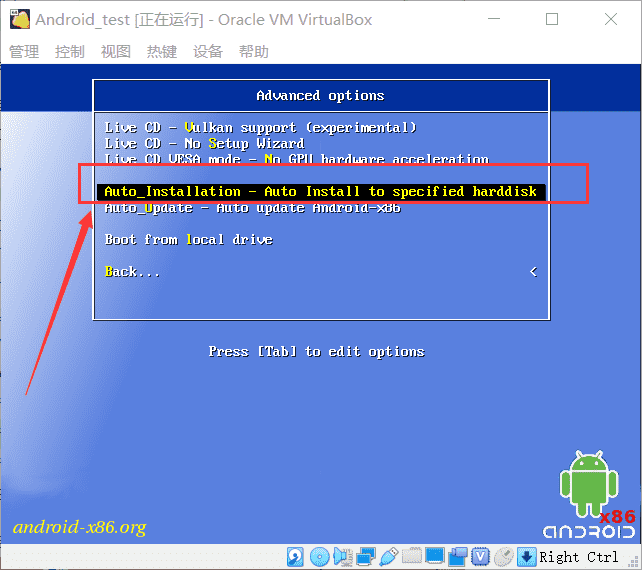 Android_test [正在运行] - Oracle VM VirtualBox
管理 控制 视图 热键 设备 帮助
Advanced options
Live CD - Vulkan support (experimental)
Live CD - No Setup Wizard
Live CD VESA mode - No GPU hardware acceleration
Auto_Installation - Auto Install to specified harddisk
Auto_Update - Auto update Android-x86
Boot from local drive
Back... <
Press [Tab] to edit options
x86
android-x86.org ANDROID
Right Ctrl